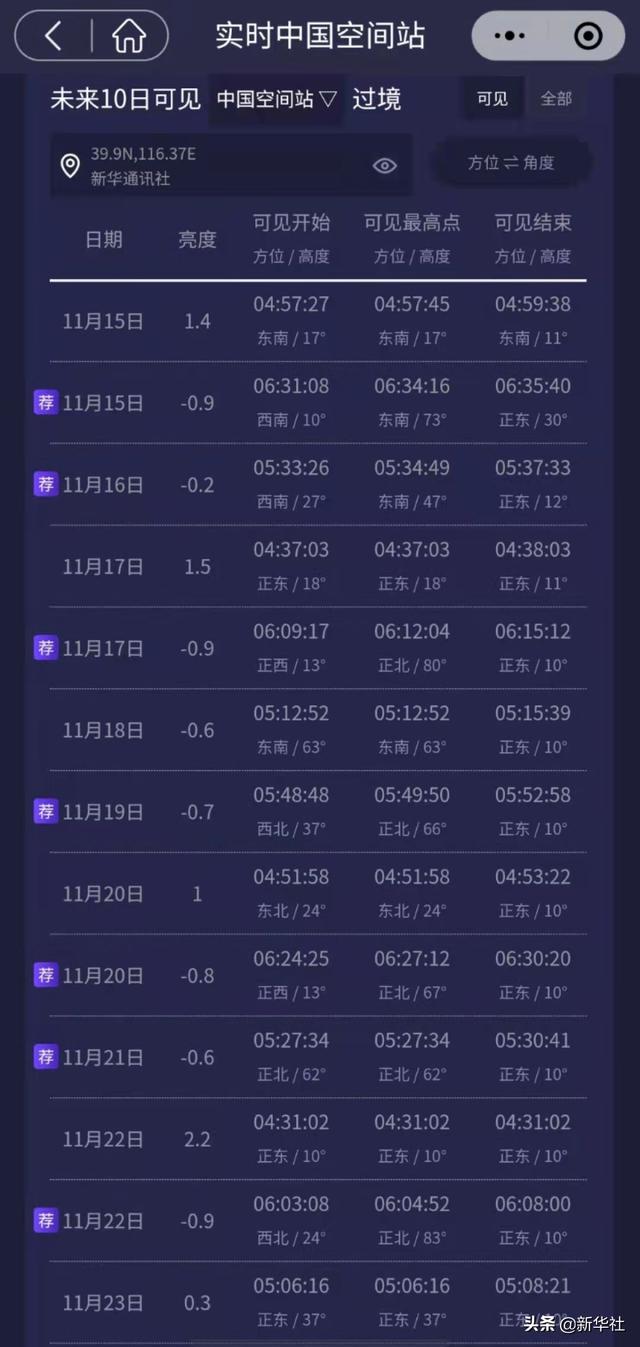 实时中国空间站
未来10日可见 中国空间站▽ 过境 可见 全部
39.9N,116.37E
新华通讯社
方位⇌角度
日期 亮度 可见开始 可见最高点 可见结束
方位 / 高度 方位 / 高度 方位 / 高度
11月15日 1.4 04:57:27 04:57:45 04:59:38
东南 / 17° 东南 / 17° 东南 / 11°
荐 11月15日 -0.9 06:31:08 06:34:16 06:35:40
西南 / 10° 东南 / 73° 正东 / 30°
荐 11月16日 -0.2 05:33:26 05:34:49 05:37:33
西南 / 27° 东南 / 47° 正东 / 12°
11月17日 1.5 04:37:03 04:37:03 04:38:03
正东 / 18° 正东 / 18° 正东 / 11°
荐 11月17日 -0.9 06:09:17 06:12:04 06:15:12
正西 / 13° 正北 / 80° 正东 / 10°
11月18日 -0.6 05:12:52 05:12:52 05:15:39
东南 / 63° 东南 / 63° 正东 / 10°
荐 11月19日 -0.7 05:48:48 05:49:50 05:52:58
西北 / 37° 正北 / 66° 正东 / 10°
11月20日 1 04:51:58 04:51:58 04:53:22
东北 / 24° 东北 / 24° 正东 / 10°
荐 11月20日 -0.8 06:24:25 06:27:12 06:30:20
正西 / 13° 正北 / 67° 正东 / 10°
荐 11月21日 -0.6 05:27:34 05:27:34 05:30:41
正北 / 62° 正北 / 62° 正东 / 10°
11月22日 2.2 04:31:02 04:31:02 04:31:02
正东 / 10° 正东 / 10° 正东 / 10°
荐 11月22日 -0.9 06:03:08 06:04:52 06:08:00
西北 / 24° 正北 / 83° 正东 / 10°
11月23日 0.3 05:06:16 05:06:16 05:08:21
正东 / 37° 正东 / 37°
头条 @新华社